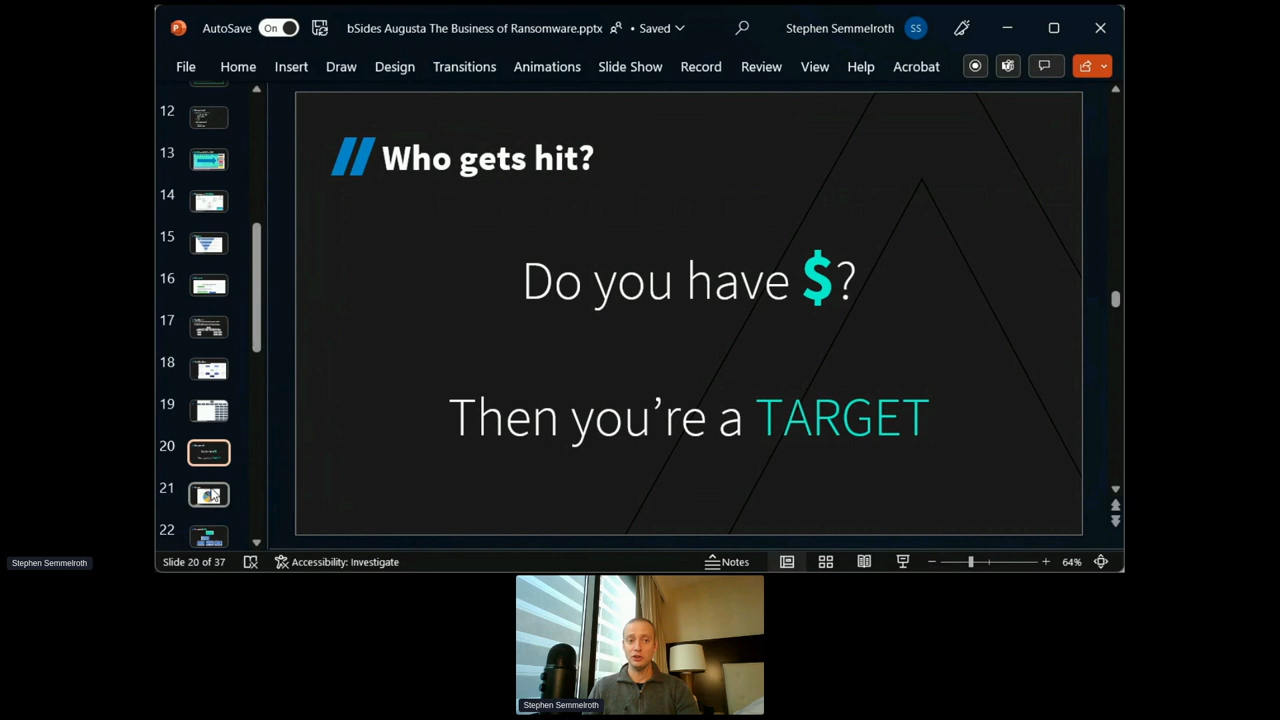 AutoSave On bSides Augusta The Business of Ransomware.pptx • Saved Stephen Semmelroth SS
File Home Insert Draw Design Transitions Animations Slide Show Record Review View Help Acrobat
12
13
14
15
16
17
18
19
20
21
22
// Who gets hit?
Do you have $?
Then you’re a TARGET
Slide 20 of 37 Accessibility: Investigate Notes 64%
Stephen Semmelroth
Stephen Semmelroth